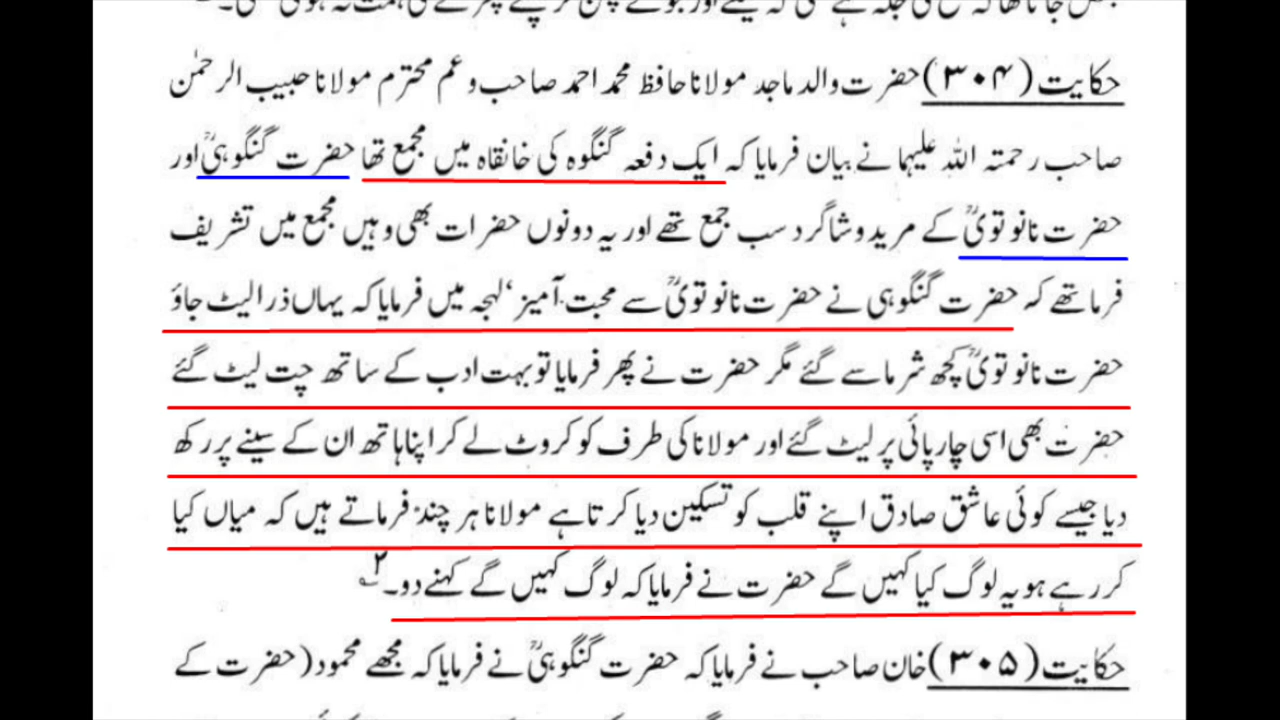 حکایت (۳۰۴) حضرت والد ماجد مولانا حافظ محمد احمد صاحب و عم محترم مولانا حبیب الرحمٰن
صاحب رحمتہ اللہ علیہما نے بیان فرمایا کہ ایک دفعہ گنگوہ کی خانقاہ میں مجمع تھا حضرت گنگوہیؒ اور
حضرت نانوتویؒ کے مرید و شاگرد سب جمع تھے اور یہ دونوں حضرات بھی وہیں مجمع میں تشریف
فرما تھے کہ حضرت گنگوہی نے حضرت نانوتویؒ سے محبت آمیز ‘ لہجہ میں فرمایا کہ یہاں ذرا لیٹ جاؤ
حضرت نانوتویؒ کچھ شرما سے گئے مگر حضرت نے پھر فرمایا تو بہت ادب کے ساتھ چت لیٹ گئے
حضرت بھی اسی چارپائی پر لیٹ گئے اور مولانا کی طرف کو کروٹ لے کر اپنا ہاتھ ان کے سینے پر رکھ
دیا جیسے کوئی عاشق صادق اپنے قلب کو تسکین دیا کرتا ہے مولانا ہر چند فرماتے ہیں کہ میاں کیا
کر رہے ہو یہ لوگ کیا کہیں گے حضرت نے فرمایا کہ لوگ کہیں گے کہنے دو۔ ۲؎
حکایت (۳۰۵) خان صاحب نے فرمایا کہ حضرت گنگوہیؒ نے فرمایا کہ مجھے محمود (حضرت کے